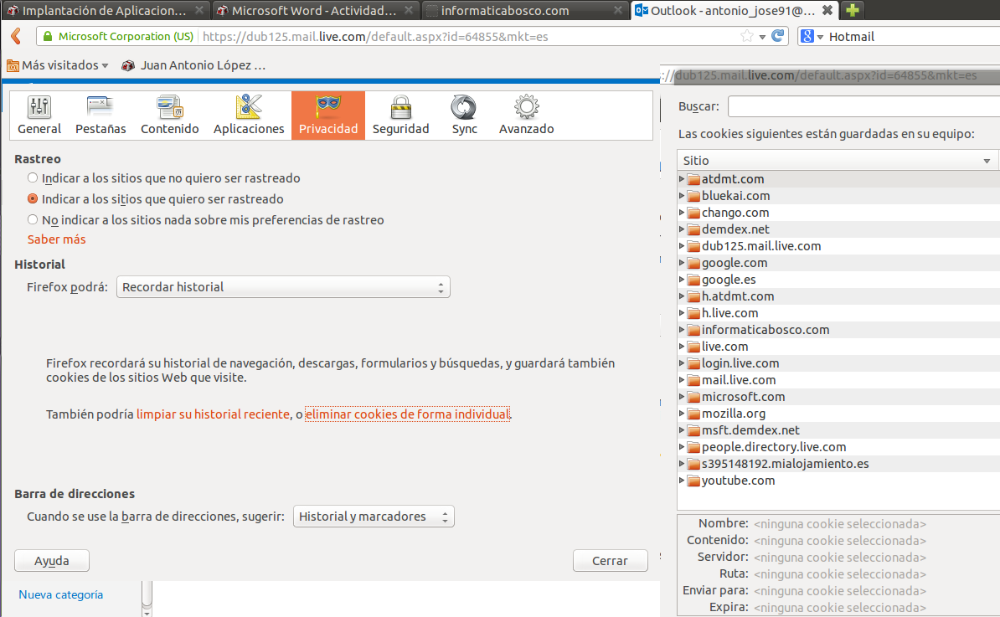 Implantación de Aplicacion...
Microsoft Word - Actividad...
informaticabosco.com
Outlook - antonio_jose91@...
Microsoft Corporation (US)
https://dub125.mail.live.com/default.aspx?id=64855&mkt=es
Hotmail
Más visitados
Juan Antonio López ...
://dub125.mail.live.com/default.aspx?id=64855&mkt=es
General
Pestañas
Contenido
Aplicaciones
Privacidad
Seguridad
Sync
Avanzado
Rastreo
Indicar a los sitios que no quiero ser rastreado
Indicar a los sitios que quiero ser rastreado
No indicar a los sitios nada sobre mis preferencias de rastreo
Saber más
Historial
Firefox podrá: Recordar historial
Firefox recordará su historial de navegación, descargas, formularios y búsquedas, y guardará también
cookies de los sitios Web que visite.
También podría limpiar su historial reciente, o eliminar cookies de forma individual.
Barra de direcciones
Cuando se use la barra de direcciones, sugerir: Historial y marcadores
Ayuda
Cerrar
Nueva categoría
Buscar:
Las cookies siguientes están guardadas en su equipo:
Sitio
atdmt.com
bluekai.com
chango.com
demdex.net
dub125.mail.live.com
google.com
google.es
h.atdmt.com
h.live.com
informaticabosco.com
live.com
login.live.com
mail.live.com
microsoft.com
mozilla.org
msft.demdex.net
people.directory.live.com
s395148192.mialojamiento.es
youtube.com
Nombre: <ninguna cookie seleccionada>
Contenido: <ninguna cookie seleccionada>
Servidor: <ninguna cookie seleccionada>
Ruta: <ninguna cookie seleccionada>
Enviar para: <ninguna cookie seleccionada>
Expira: <ninguna cookie seleccionada>